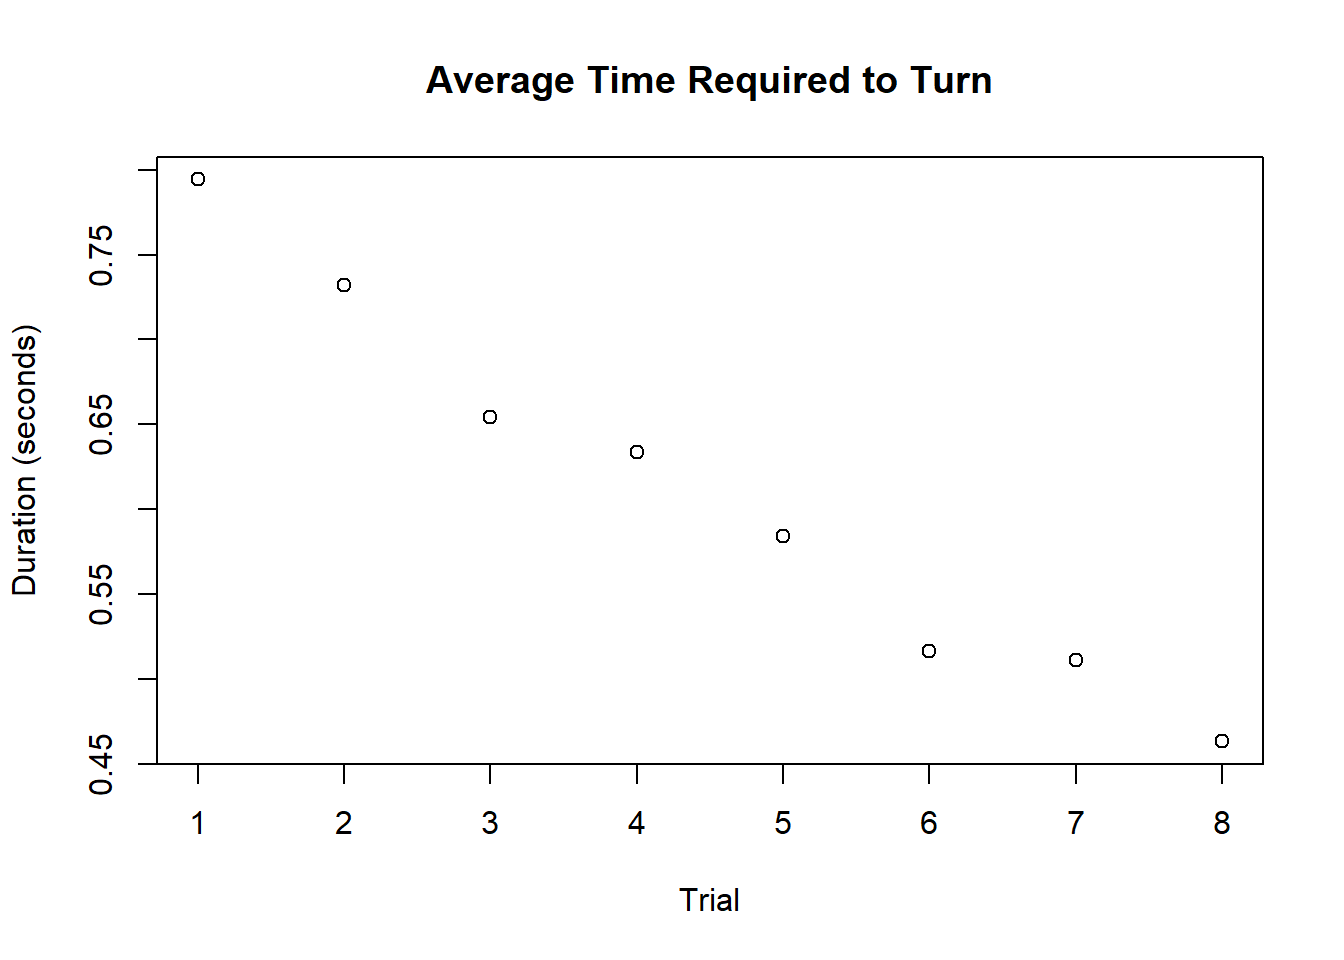 Average Time Required to Turn
Duration (seconds)
0.75
0.65
0.55
0.45
1 2 3 4 5 6 7 8
Trial